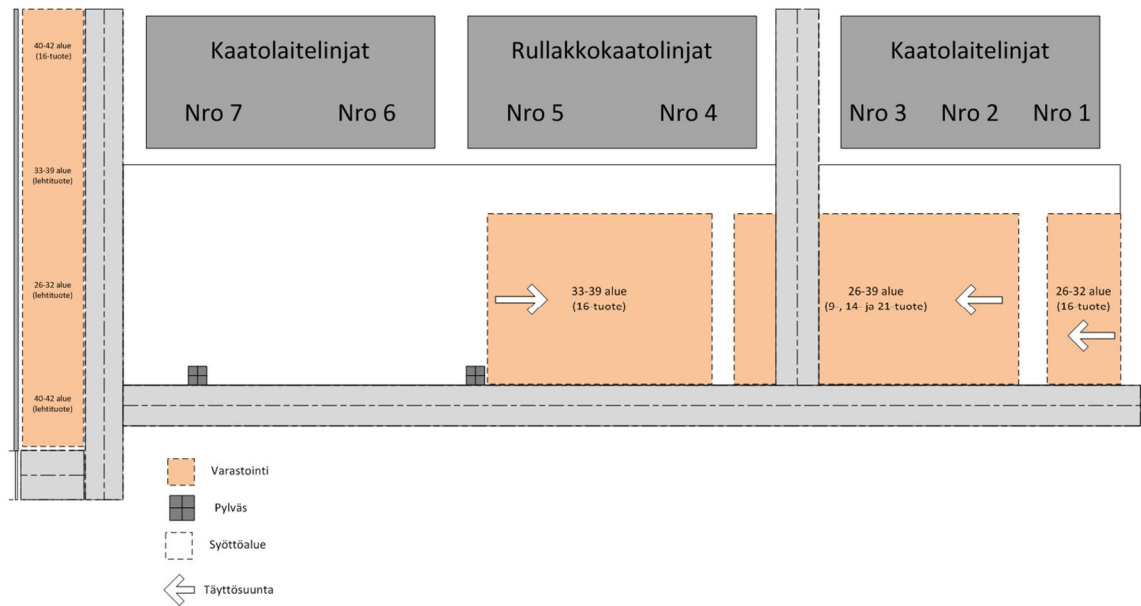 40-42 alue
(16-tuote)
33-39 alue
(lehtituote)
26-32 alue
(lehtituote)
40-42 alue
(lehtituote)
Kaatolaitelinjat
Nro 7 Nro 6
Rullakkokaatolinjat
Nro 5 Nro 4
Kaatolaitelinjat
Nro 3 Nro 2 Nro 1
33-39 alue
(16-tuote)
26-39 alue
(9-, 14- ja 21-tuote)
26-32 alue
(16-tuote)
Varastointi
Pylväs
Syöttöalue
Täyttösuunta